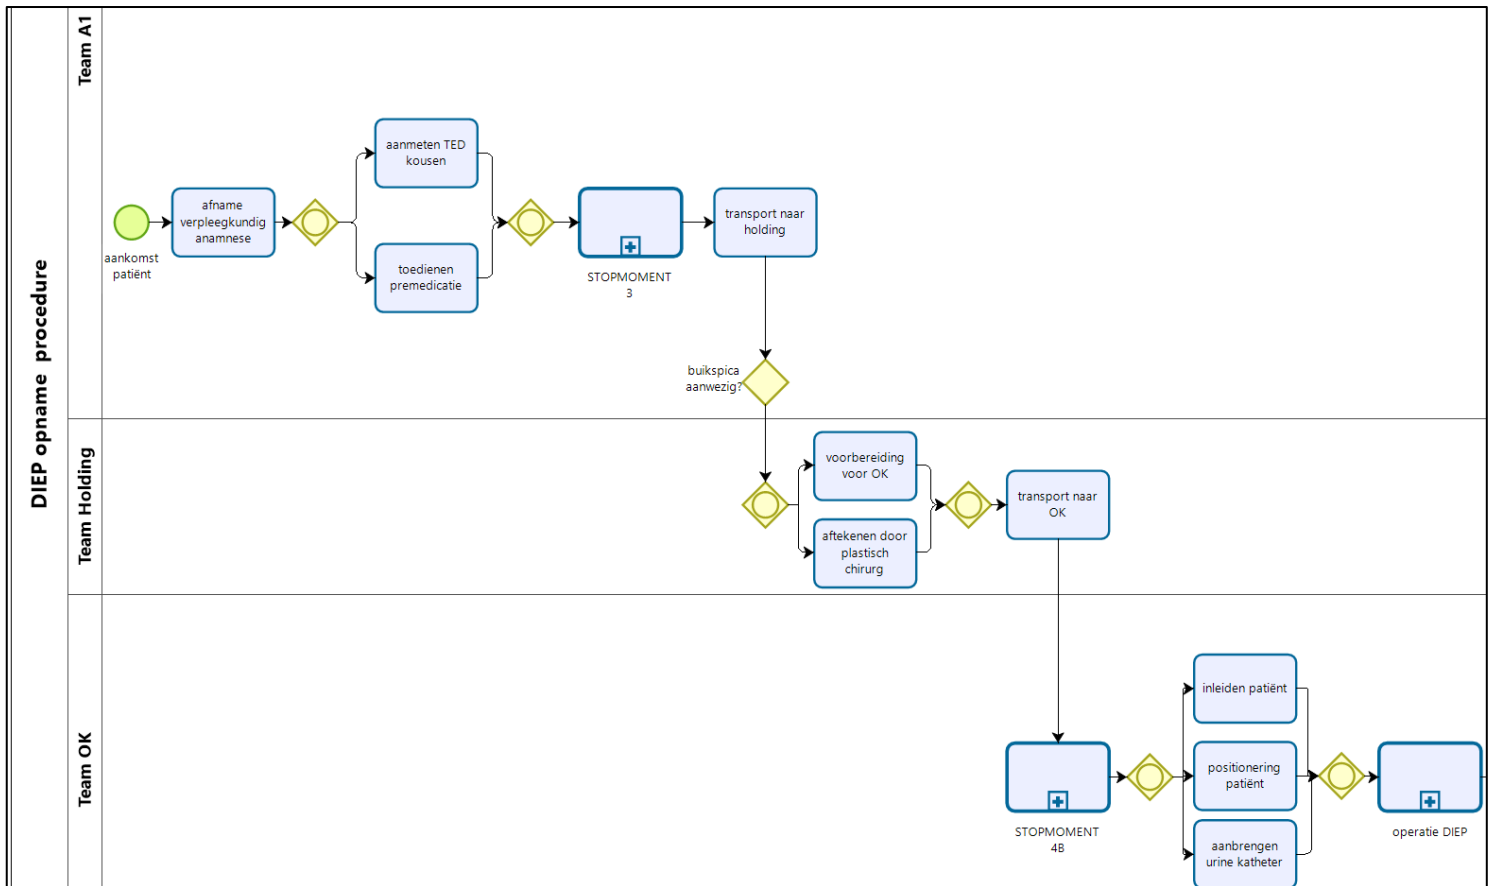 DIEP opname procedure
Team A1
aankomst
patiënt
afname
verpleegkundig
anamnese
aanmeten TED
kousen
toedienen
premedicatie
STOPMOMENT
3
transport naar
holding
buikspica
aanwezig?
Team Holding
voorbereiding
voor OK
aftekenen door
plastisch
chirurg
transport naar
OK
Team OK
STOPMOMENT
4B
inleiden patiënt
positionering
patiënt
aanbrengen
urine katheter
operatie DIEP